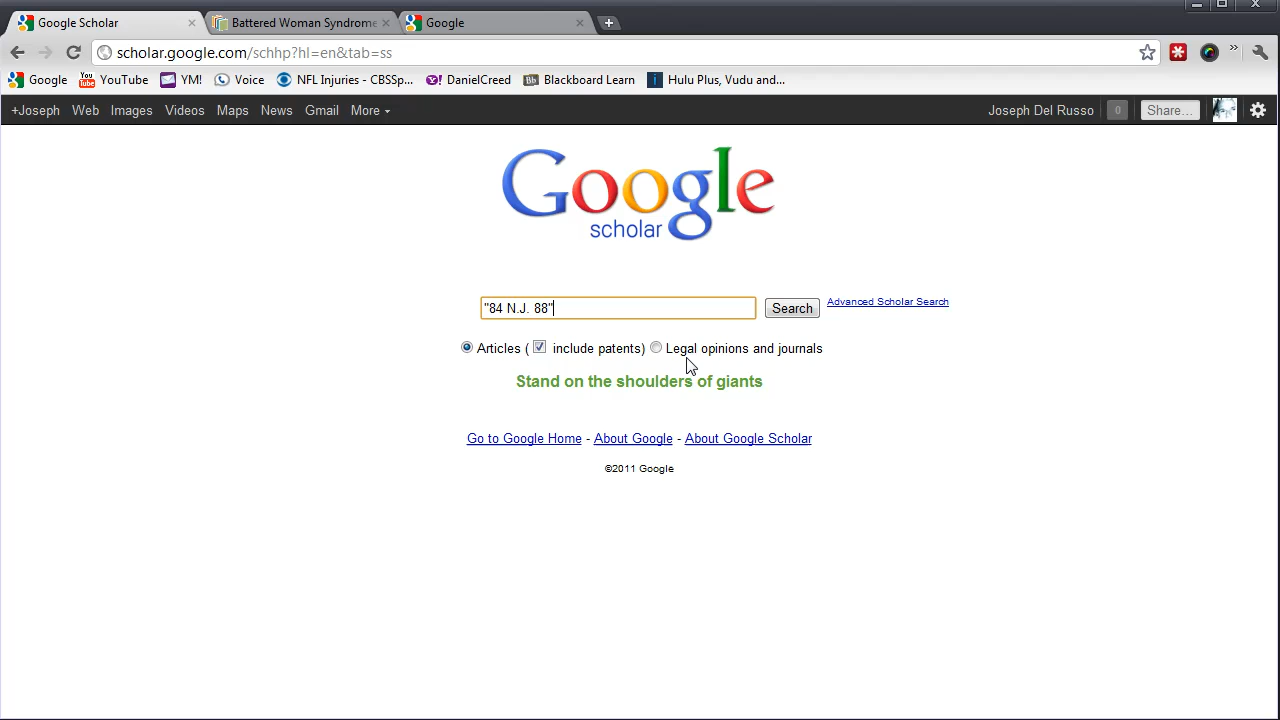 Google Scholar
Battered Woman Syndrome
Google
scholar.google.com/schhp?hl=en&tab=ss
Google
YouTube
YM!
Voice
NFL Injuries - CBSSp...
DanielCreed
Blackboard Learn
Hulu Plus, Vudu and...
+Joseph Web Images Videos Maps News Gmail More
Joseph Del Russo 0 Share...
Google
scholar
"84 N.J. 88"
Search
Advanced Scholar Search
Articles ( include patents) Legal opinions and journals
Stand on the shoulders of giants
Go to Google Home - About Google - About Google Scholar
©2011 Google